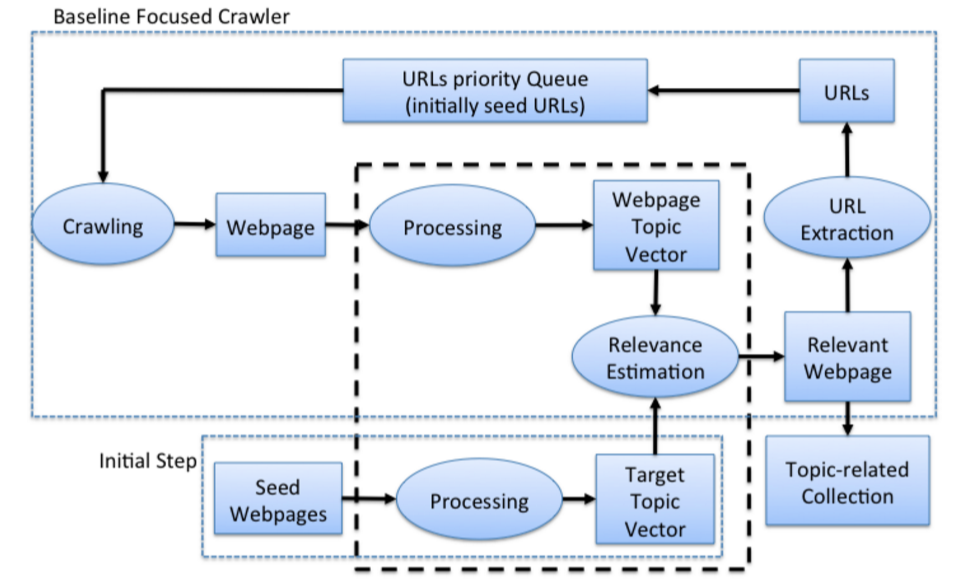 Baseline Focused Crawler
URLs priority Queue
(initially seed URLs)
URLs
Crawling
Webpage
Processing
Webpage
Topic
Vector
URL
Extraction
Relevance
Estimation
Relevant
Webpage
Initial Step
Seed
Webpages
Processing
Target
Topic
Vector
Topic-related
Collection